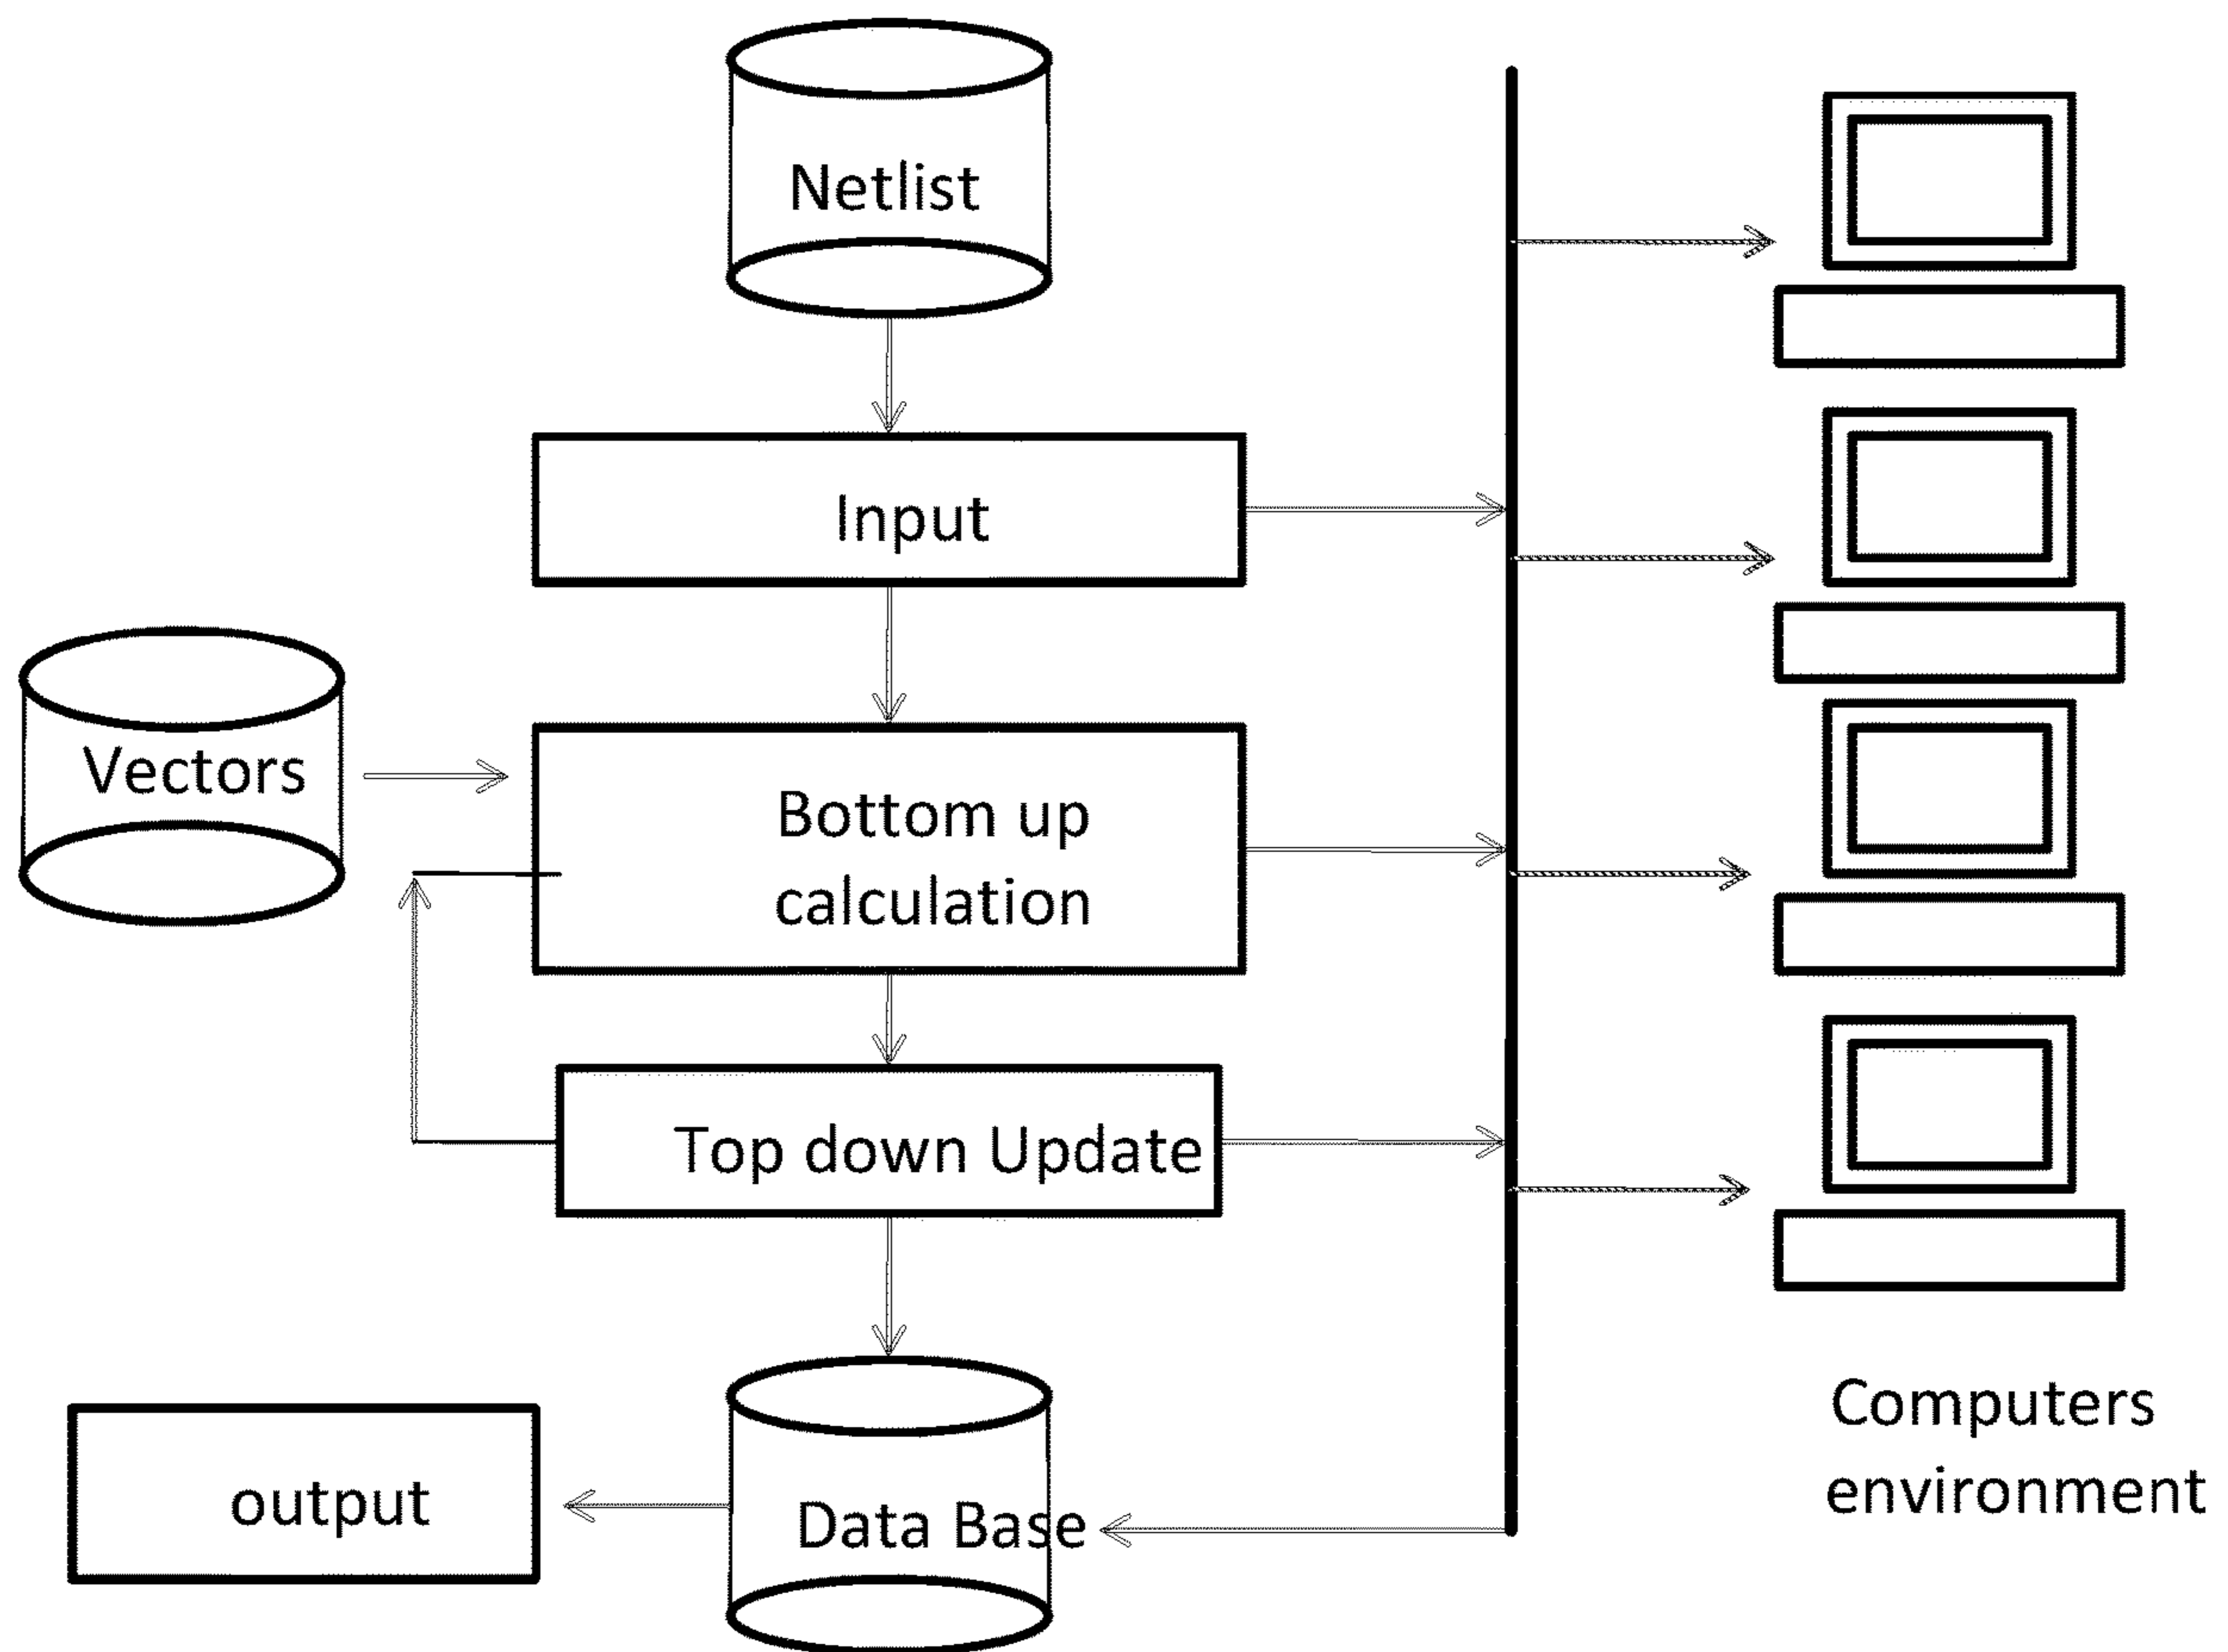 Netlist
Input
Vectors
Bottom up
calculation
Top down Update
Computers
environment
output
Data Base